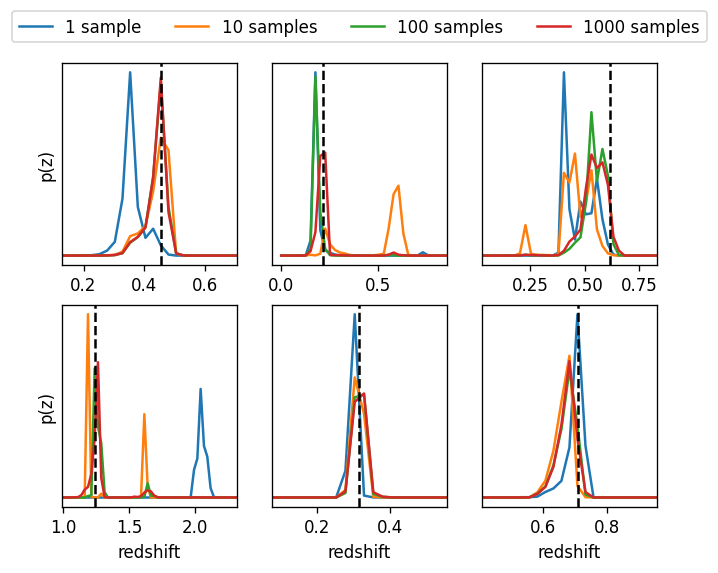 1 sample 10 samples 100 samples 1000 samples
p(z)
0.2 0.4 0.6 0.0 0.5 0.25 0.50 0.75
p(z)
1.0 1.5 2.0 0.2 0.4 0.6 0.8
redshift redshift redshift